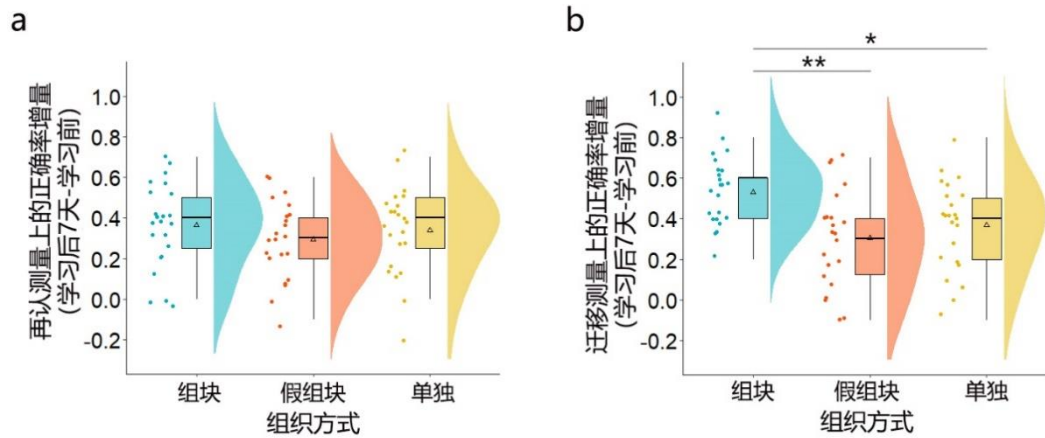 a
再认测量上的正确率增量
(学习后7天-学习前)
1.0
0.8
0.6
0.4
0.2
0.0
-0.2
组块
假组块
单独
组织方式
b
迁移测量上的正确率增量
(学习后7天-学习前)
*
**
1.0
0.8
0.6
0.4
0.2
0.0
-0.2
组块
假组块
单独
组织方式